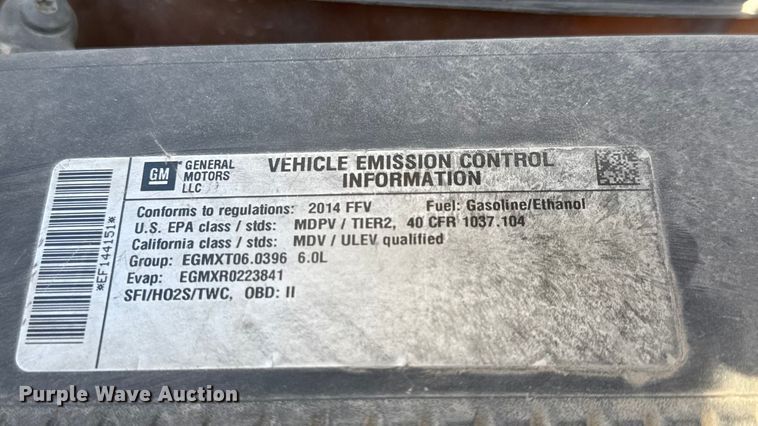 GM GENERAL MOTORS LLC
VEHICLE EMISSION CONTROL
INFORMATION
Conforms to regulations: 2014 FFV Fuel: Gasoline/Ethanol
U.S. EPA class / stds: MDPV / TIER2, 40 CFR 1037.104
California class / stds: MDV / ULEV qualified
Group: EGMXT06.0396 6.0L
Evap: EGMXR0223841
SFI/HO2S/TWC, OBD: II
*EF144151*
Purple Wave Auction